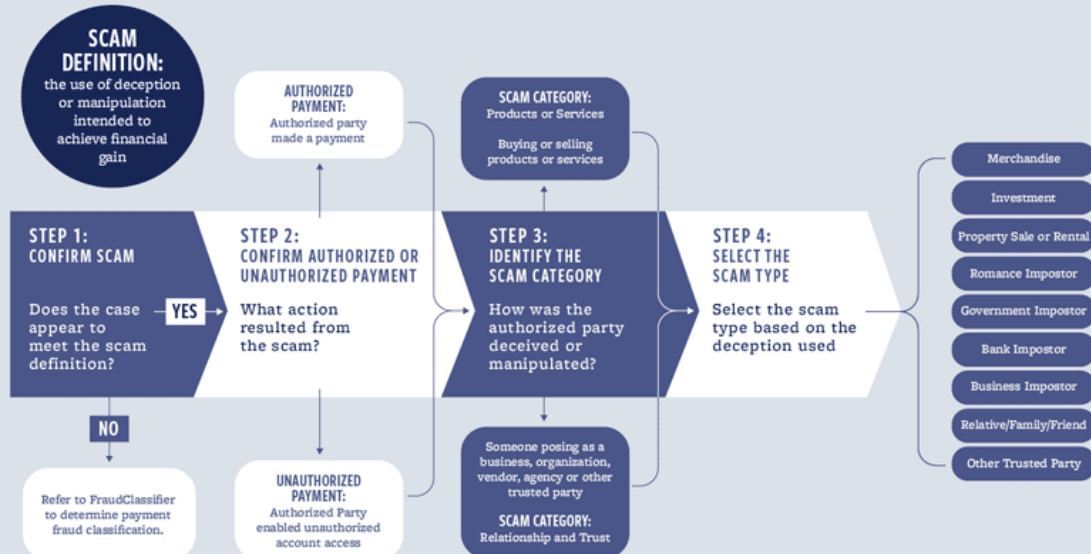 SCAM
DEFINITION:
the use of deception
or manipulation
intended to
achieve financial
gain
AUTHORIZED
PAYMENT:
Authorized party
made a payment
SCAM CATEGORY:
Products or Services
Buying or selling
products or services
STEP 1:
CONFIRM SCAM
Does the case
appear to
meet the scam
definition?
YES
NO
Refer to FraudClassifier
to determine payment
fraud classification.
STEP 2:
CONFIRM AUTHORIZED OR
UNAUTHORIZED PAYMENT
What action
resulted from
the scam?
UNAUTHORIZED
PAYMENT:
Authorized Party
enabled unauthorized
account access
STEP 3:
IDENTIFY THE
SCAM CATEGORY
How was the
authorized party
deceived or
manipulated?
Someone posing as a
business, organization,
vendor, agency or other
trusted party
SCAM CATEGORY:
Relationship and Trust
STEP 4:
SELECT THE
SCAM TYPE
Select the scam
type based on the
deception used
Merchandise
Investment
Property Sale or Rental
Romance Impostor
Government Impostor
Bank Impostor
Business Impostor
Relative/Family/Friend
Other Trusted Party